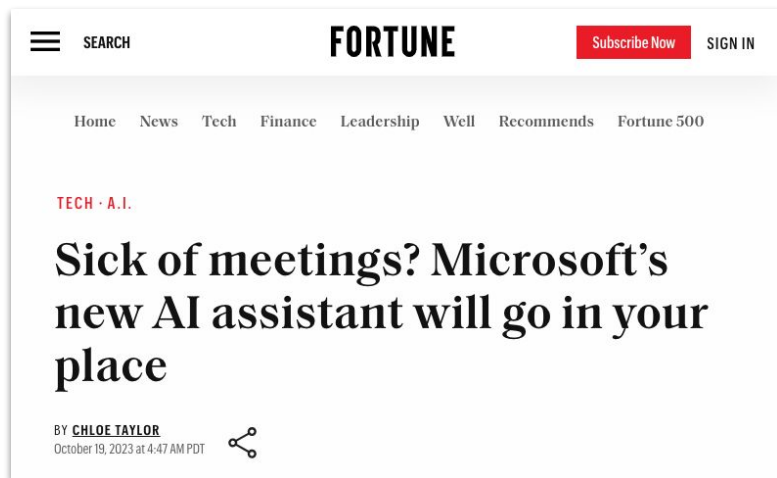 SEARCH FORTUNE Subscribe Now SIGN IN
Home News Tech Finance Leadership Well Recommends Fortune 500
TECH · A.I.
Sick of meetings? Microsoft’s
new AI assistant will go in your
place
BY CHLOE TAYLOR
October 19, 2023 at 4:47 AM PDT